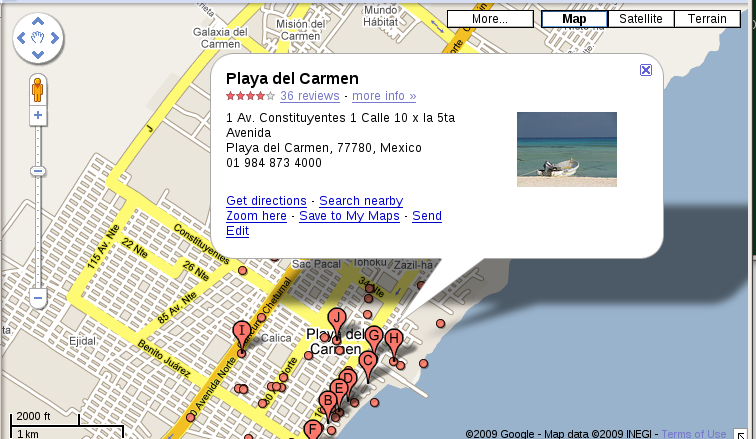 Mundo
Hábitat
Galaxia del
Carmen
Misión del
Carmen
More...
Map
Satellite
Terrain
Playa del Carmen
36 reviews - more info »
1 Av. Constituyentes 1 Calle 10 x la 5ta
Avenida
Playa del Carmen, 77780, Mexico
01 984 873 4000
Get directions - Search nearby
Zoom here - Save to My Maps - Send
Edit
J
Constituyentes
115 Av. Nte
22 Nte
26 Nte
85 Av. Nte
Sac Pacal
Tohoku
Zazil-ha
Ejidal
Benito Juárez
Calica
Playa del
Carmen
I
J
G
H
C
D
E
B
F
2000 ft
1 km
©2009 Google - Map data ©2009 INEGI - Terms of Use